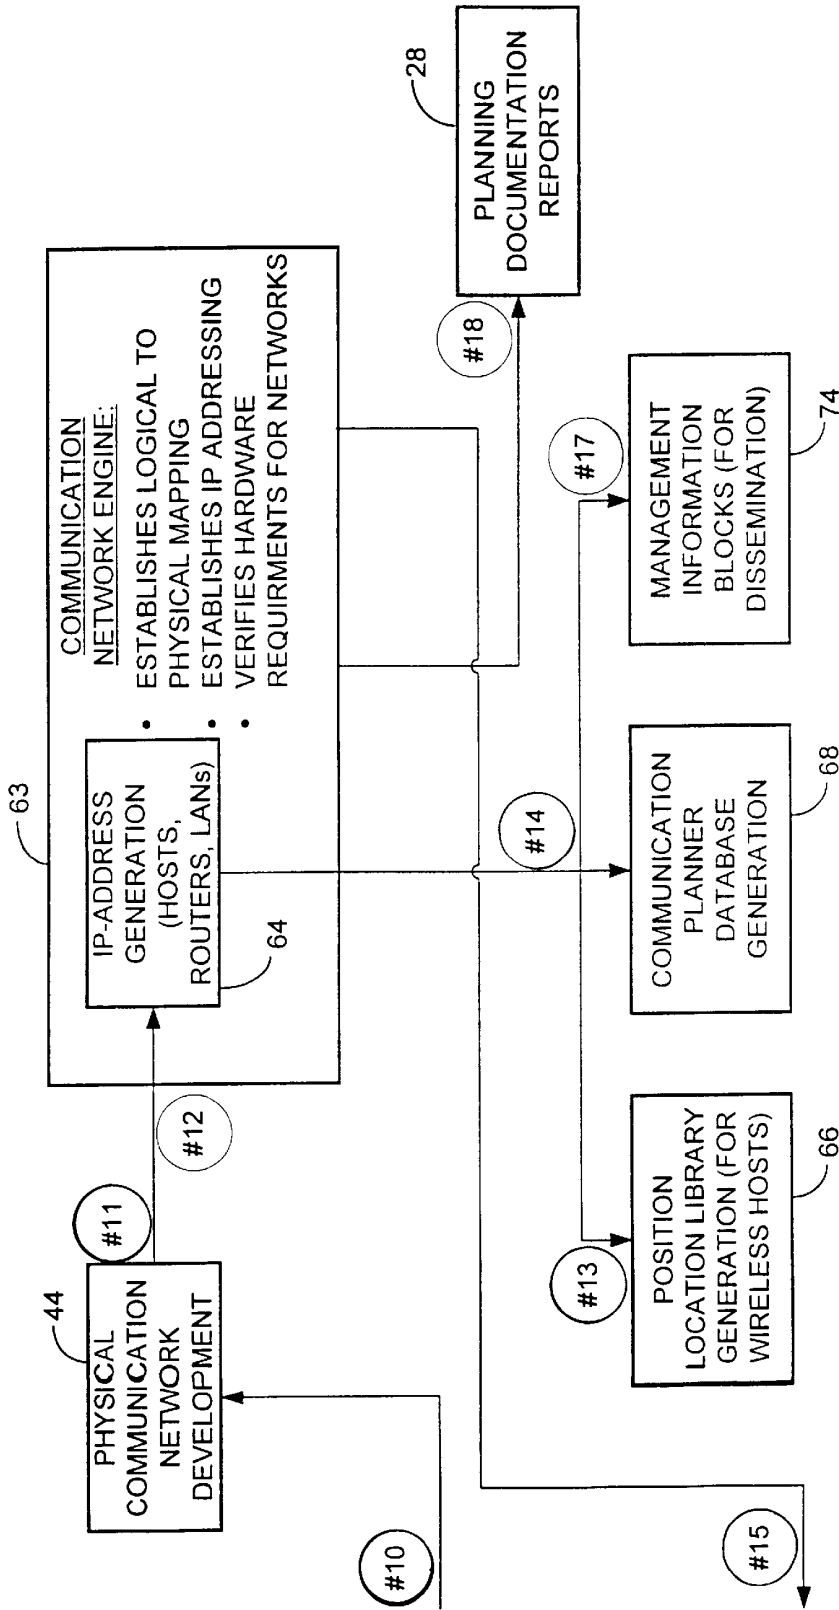 63
COMMUNICATION
NETWORK ENGINE:
• ESTABLISHES LOGICAL TO
PHYSICAL MAPPING
• ESTABLISHES IP ADDRESSING
• VERIFIES HARDWARE
REQUIRMENTS FOR NETWORKS
IP-ADDRESS
GENERATION
(HOSTS,
ROUTERS, LANs)
64
44
PHYSICAL
COMMUNICATION
NETWORK
DEVELOPMENT
#11
#12
#10
28
PLANNING
DOCUMENTATION
REPORTS
#18
#14
#13
#17
POSITION
LOCATION LIBRARY
GENERATION (FOR
WIRELESS HOSTS)
66
COMMUNICATION
PLANNER
DATABASE
GENERATION
68
MANAGEMENT
INFORMATION
BLOCKS (FOR
DISSEMINATION)
74
#15